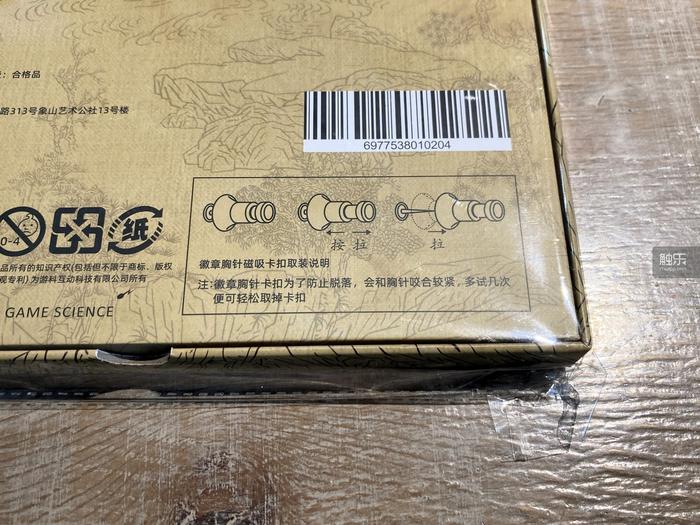 ：合格品
路313号象山艺术公社13号楼
6977538010204
0-4
纸
按 拉
拉
品所有的知识产权(包括但不限于商标、版权
观专利)为游科互动科技有限公司所有
GAME SCIENCE
徽章胸针磁吸卡扣取装说明
注：徽章胸针卡扣为了防止脱落，会和胸针咬合较紧，多试几次
便可轻松取掉卡扣
触乐